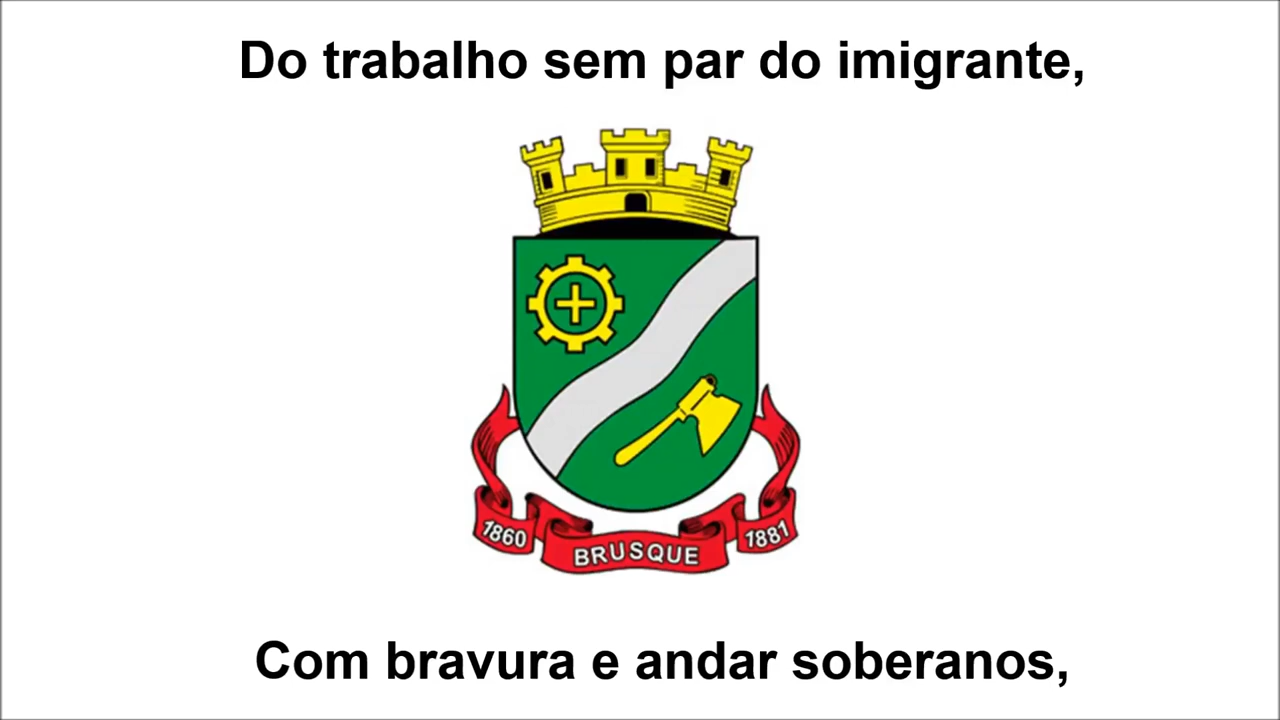 Do trabalho sem par do imigrante,
1860 BRUSQUE 1881
Com bravura e andar soberanos,